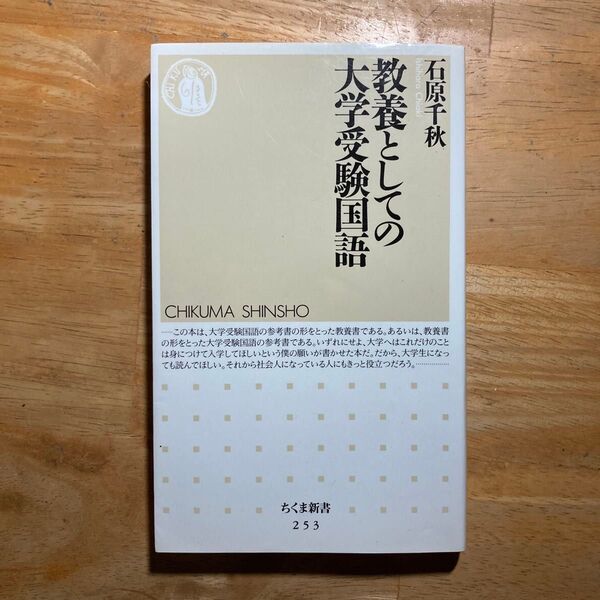 教養としての
大学受験国語
石原千秋
Ishihara Chiaki
CHIKUMA SHINSHO
──この本は、大学受験国語の参考書の形をとった教養書である。あるいは、教養書
の形をとった大学受験国語の参考書である。いずれにせよ、大学へはこれだけのこと
は身につけて入学してほしいという僕の願いが書かせた本だ。だから、大学生になっ
ても読んでほしい。それから社会人になっている人にもきっと役立つだろう。………………
ちくま新書
253